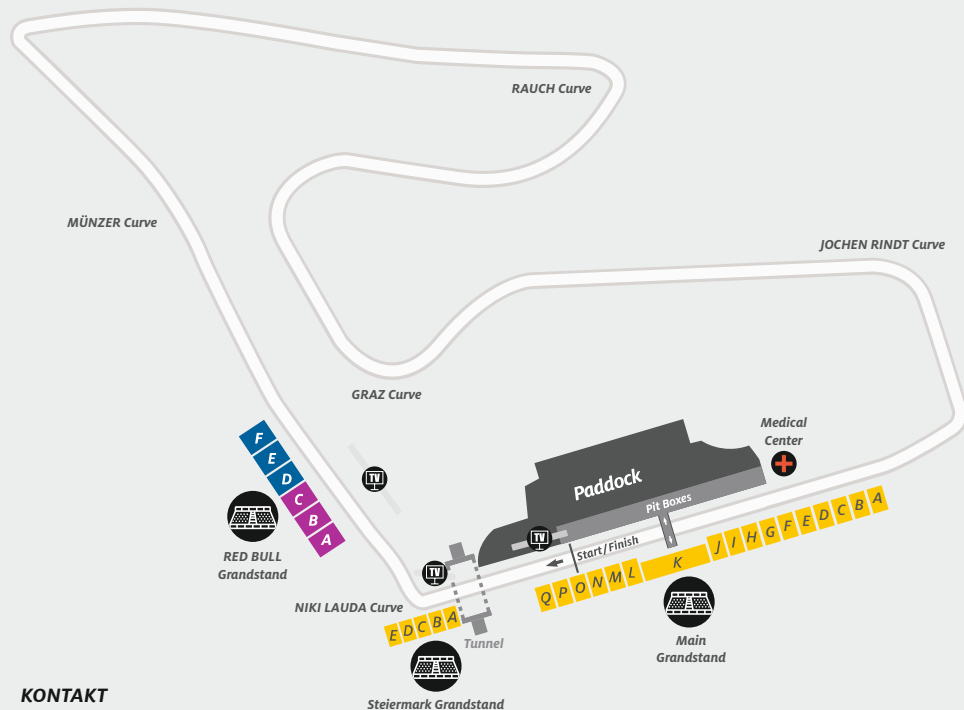 RAUCH Curve
MÜNZER Curve
JOCHEN RINDT Curve
GRAZ Curve
Medical
Center
F
E
D
C
B
A
Paddock
Pit Boxes
TV
RED BULL
Grandstand
TV
Start / Finish
TV
NIKI LAUDA Curve
Q P O N M L K J I H G F E D C B A
E D C B A
Tunnel
Main
Grandstand
Steiermark Grandstand
KONTAKT